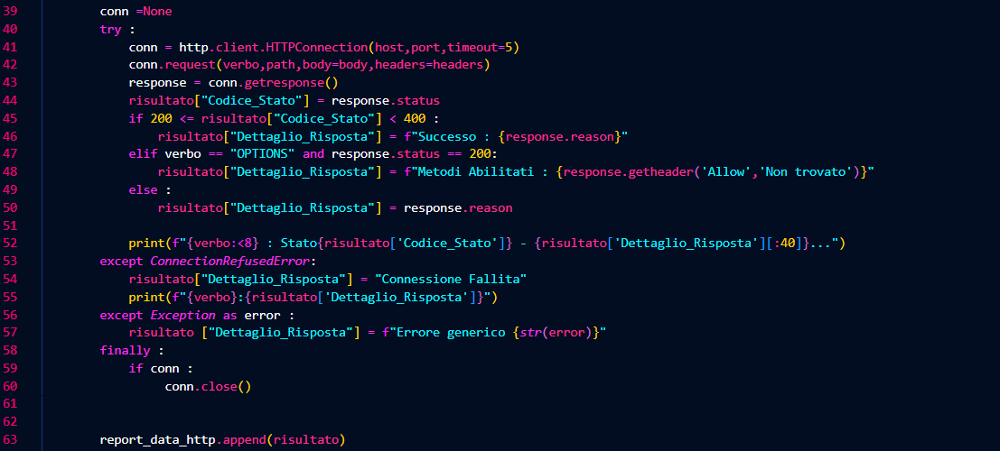 39 conn =None
40 try :
41 conn = http.client.HTTPConnection(host,port,timeout=5)
42 conn.request(verbo,path,body=body,headers=headers)
43 response = conn.getresponse()
44 risultato["Codice_Stato"] = response.status
45 if 200 <= risultato["Codice_Stato"] < 400 :
46 risultato["Dettaglio_Risposta"] = f"Successo : {response.reason}"
47 elif verbo == "OPTIONS" and response.status == 200:
48 risultato["Dettaglio_Risposta"] = f"Metodi Abilitati : {response.getheader('Allow','Non trovato')}"
49 else :
50 risultato["Dettaglio_Risposta"] = response.reason
51
52 print(f"{verbo:<8} : Stato{risultato['Codice_Stato']} - {risultato['Dettaglio_Risposta'][:40]}...")
53 except ConnectionRefusedError:
54 risultato["Dettaglio_Risposta"] = "Connessione Fallita"
55 print(f"{verbo}:{risultato['Dettaglio_Risposta']}")
56 except Exception as error :
57 risultato ["Dettaglio_Risposta"] = f"Errore generico {str(error)}"
58 finally :
59 if conn :
60 conn.close()
61
62
63 report_data_http.append(risultato)